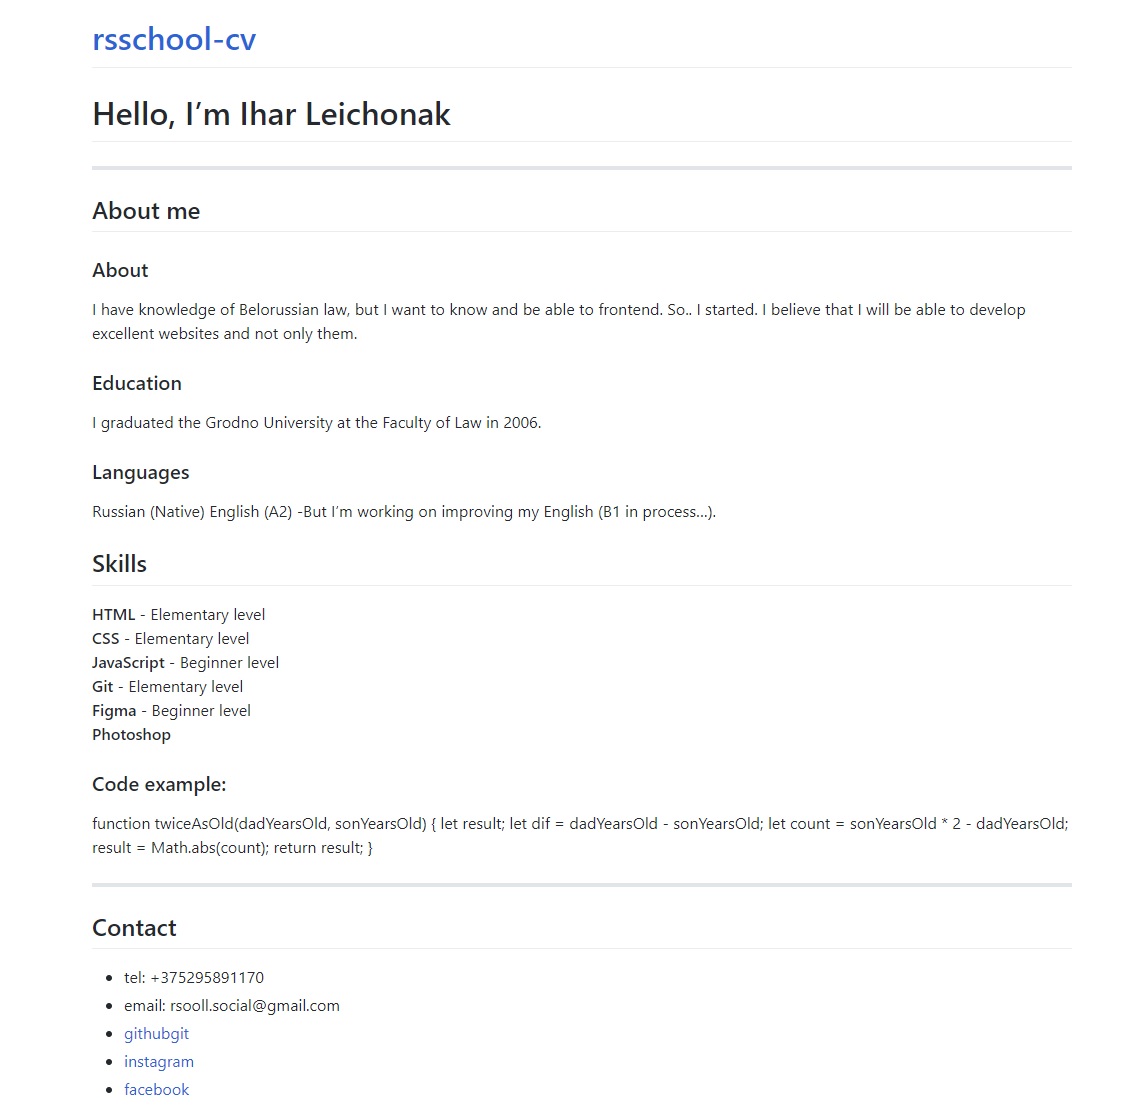 rsschool-cv
Hello, I’m Ihar Leichonak
About me
About
I have knowledge of Belorussian law, but I want to know and be able to frontend. So.. I started. I believe that I will be able to develop
excellent websites and not only them.
Education
I graduated the Grodno University at the Faculty of Law in 2006.
Languages
Russian (Native) English (A2) -But I’m working on improving my English (B1 in process…).
Skills
HTML - Elementary level
CSS - Elementary level
JavaScript - Beginner level
Git - Elementary level
Figma - Beginner level
Photoshop
Code example:
function twiceAsOld(dadYearsOld, sonYearsOld) { let result; let dif = dadYearsOld - sonYearsOld; let count = sonYearsOld * 2 - dadYearsOld;
result = Math.abs(count); return result; }
Contact
• tel: +375295891170
• email: rsooll.social@gmail.com
• githubgit
• instagram
• facebook